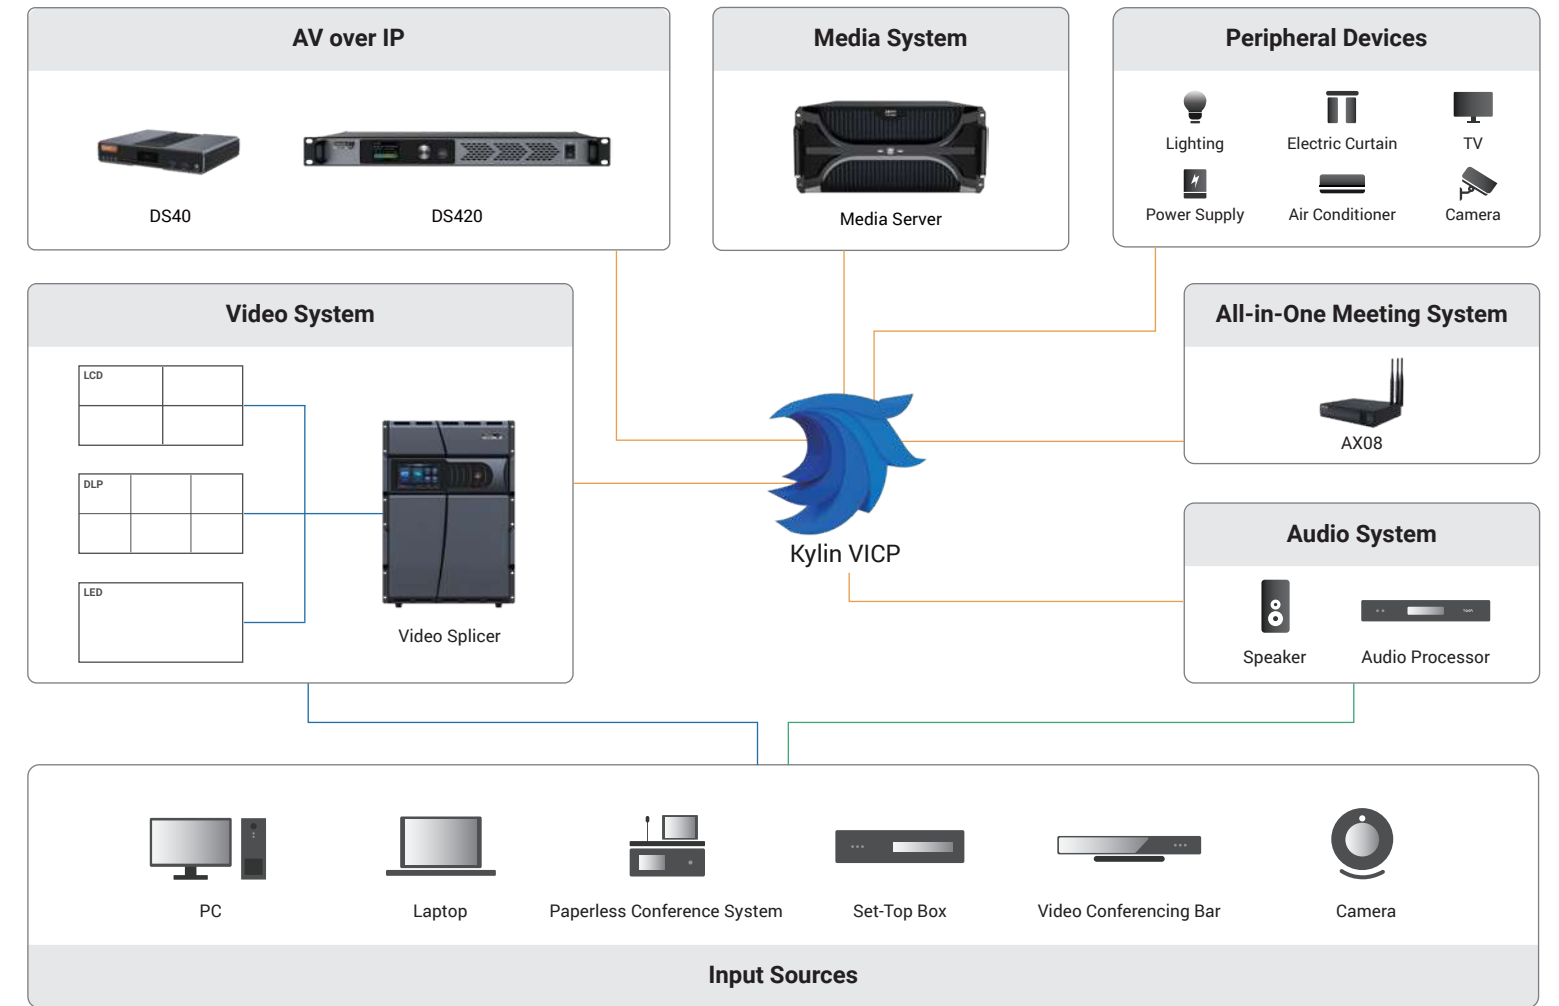 AV over IP
DS40
DS420
Media System
Media Server
Peripheral Devices
Lighting
Electric Curtain
TV
Power Supply
Air Conditioner
Camera
Video System
LCD
DLP
LED
Video Splicer
Kylin VICP
All-in-One Meeting System
AX08
Audio System
Speaker
Audio Processor
PC
Laptop
Paperless Conference System
Set-Top Box
Video Conferencing Bar
Camera
Input Sources